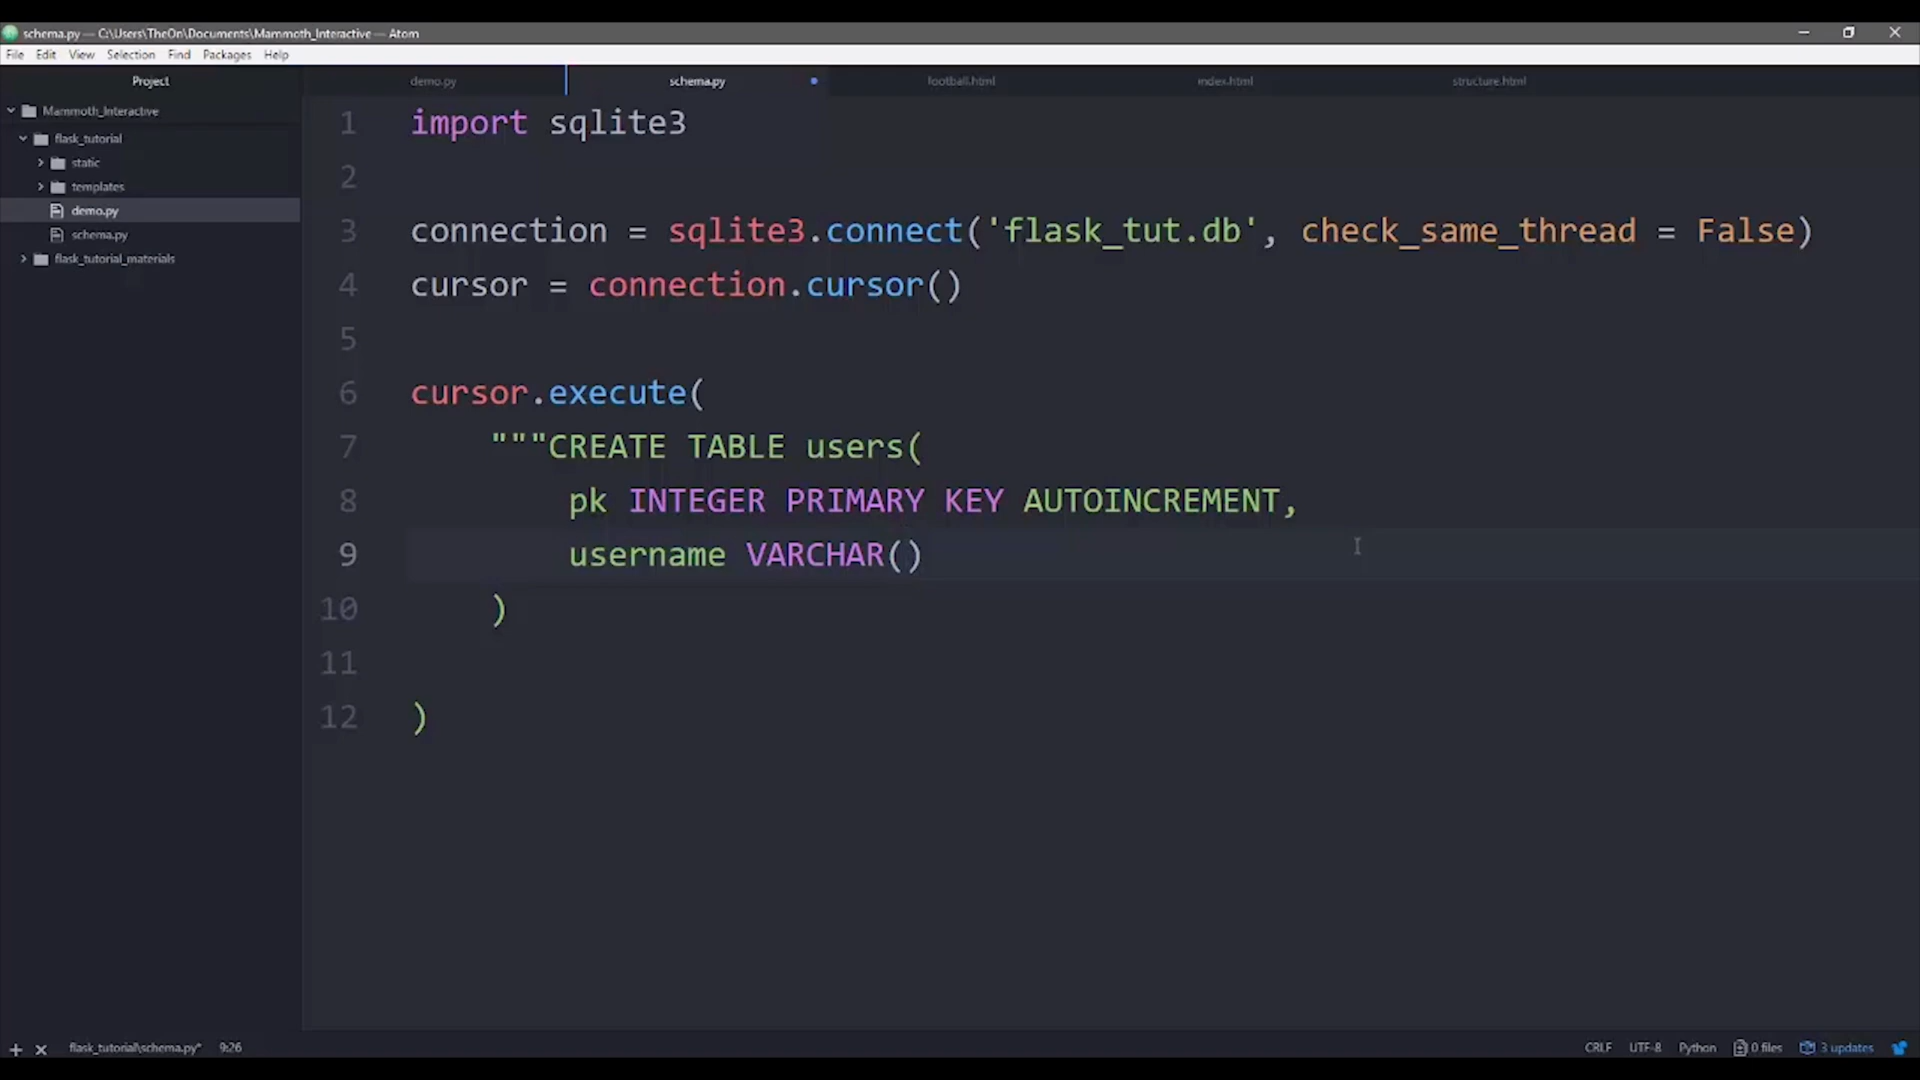 schema.py — C:\Users\TheOn\Documents\Mammoth_Interactive — Atom
File Edit View Selection Find Packages Help
Project
demo.py schema.py football.html index.html structure.html
Mammoth_Interactive
flask_tutorial
static
templates
demo.py
schema.py
flask_tutorial_materials
1 import sqlite3
2
3 connection = sqlite3.connect('flask_tut.db', check_same_thread = False)
4 cursor = connection.cursor()
5
6 cursor.execute(
7 """CREATE TABLE users(
8 pk INTEGER PRIMARY KEY AUTOINCREMENT,
9 username VARCHAR()
10 )
11
12 )
flask_tutorial\schema.py* 9:26 CRLF UTF-8 Python 0 files 3 updates